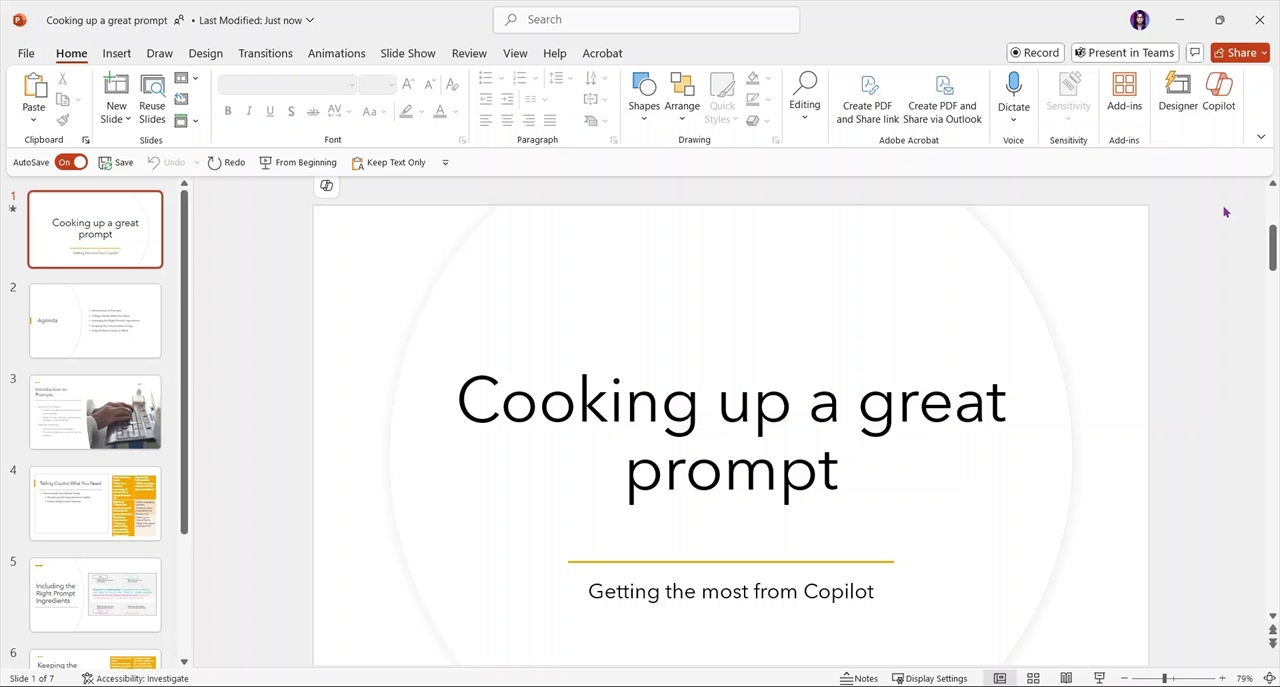 Cooking up a great prompt • Last Modified: Just now
Search
File Home Insert Draw Design Transitions Animations Slide Show Review View Help Acrobat
Record Present in Teams Share
Paste
New Slide
Reuse Slides
B I U S ab AV Aa A
Shapes Arrange Quick Styles
Editing
Create PDF and Share link
Create PDF and Share via Outlook
Dictate
Sensitivity
Add-ins
Designer Copilot
Clipboard Slides Font Paragraph Drawing Adobe Acrobat Voice Sensitivity Add-ins
AutoSave On Save Undo Redo From Beginning Keep Text Only
1
Cooking up a great
prompt
Getting the most from Copilot
2
Agenda
3
Introduction to
Prompts
4
Telling Copilot What You Need
5
Including the
Right Prompt
Ingredients
6
Keeping the
Cooking up a great
prompt
Getting the most from Copilot
Slide 1 of 7 Accessibility: Investigate Notes Display Settings 79%